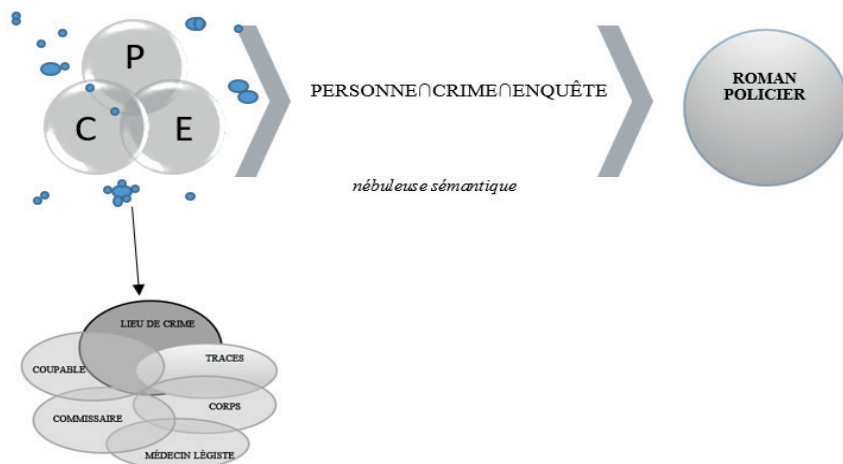 P
C
E
PERSONNE∩CRIME∩ENQUÊTE
ROMAN
POLICIER
nébuleuse sémantique
LIEU DE CRIME
TRACES
COUPABLE
CORPS
COMMISSAIRE
MÉDECIN LÉGISTE